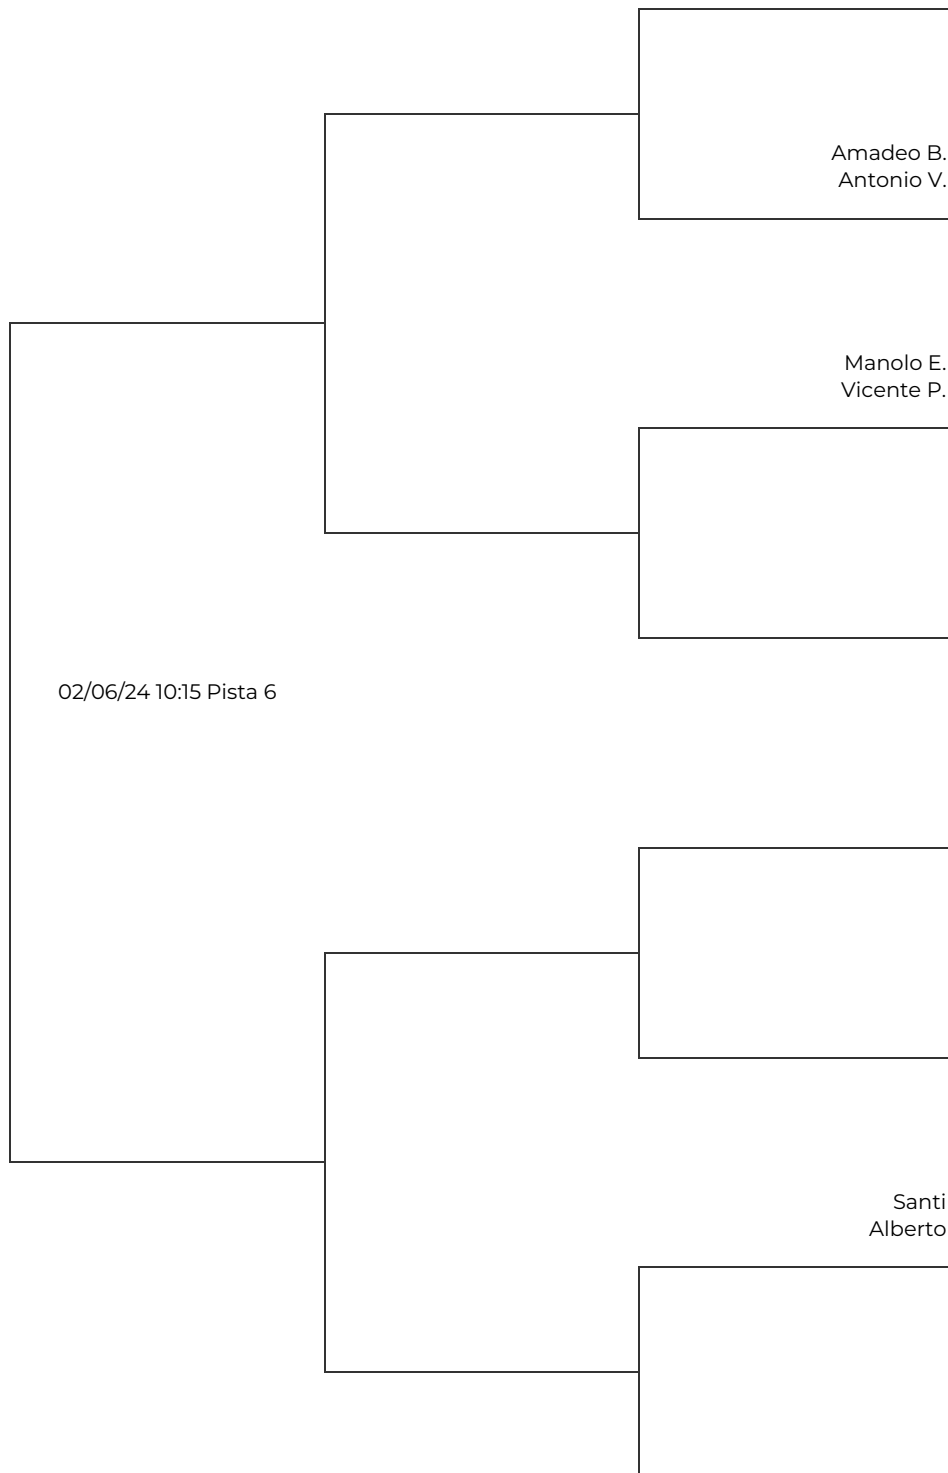 Amadeo B.
Antonio V.
Manolo E.
Vicente P.
02/06/24 10:15 Pista 6
Santi
Alberto